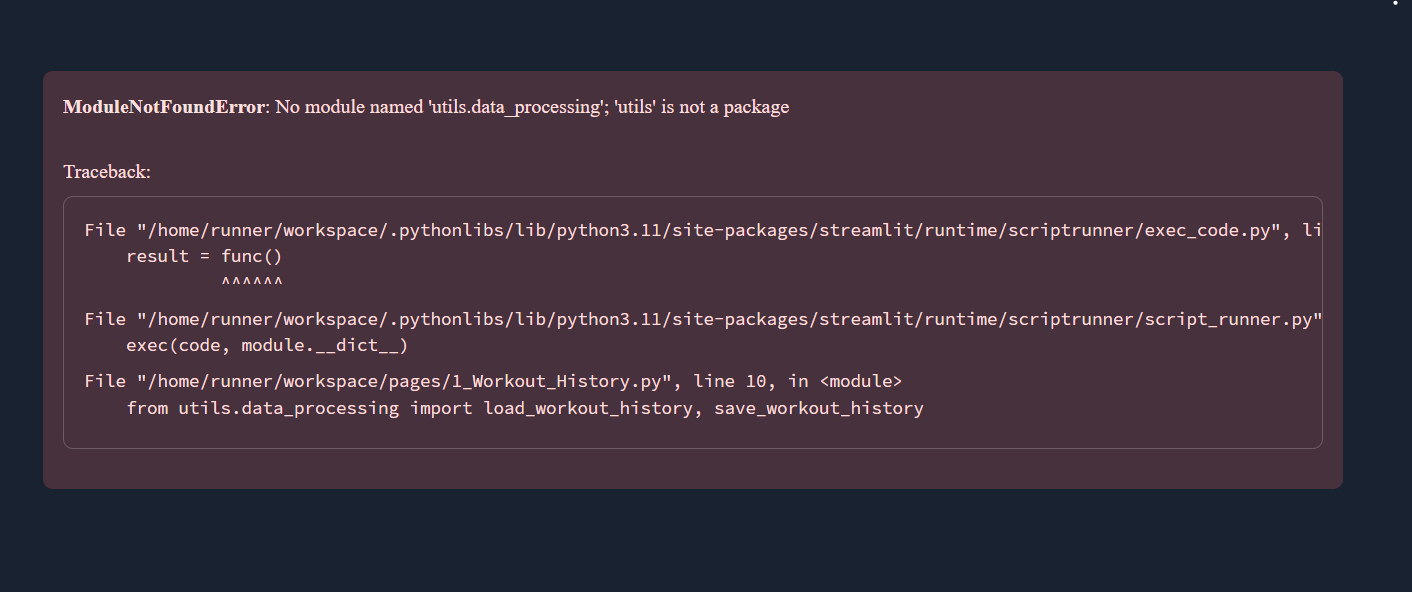 ModuleNotFoundError: No module named 'utils.data_processing'; 'utils' is not a package
Traceback:
File "/home/runner/workspace/.pythonlibs/lib/python3.11/site-packages/streamlit/runtime/scriptrunner/exec_code.py", li
result = func()
^^^^^^
File "/home/runner/workspace/.pythonlibs/lib/python3.11/site-packages/streamlit/runtime/scriptrunner/script_runner.py"
exec(code, module.__dict__)
File "/home/runner/workspace/pages/1_Workout_History.py", line 10, in <module>
from utils.data_processing import load_workout_history, save_workout_history